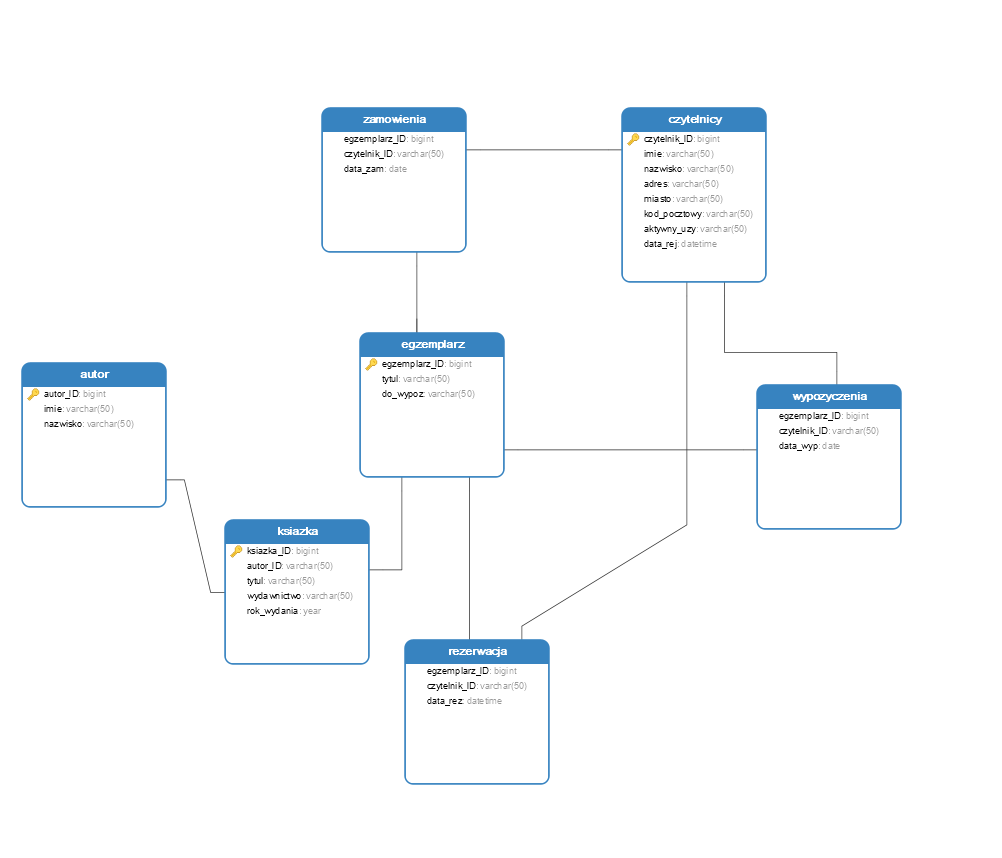 zamowienia
egzemplarz_ID: bigint
czytelnik_ID: varchar(50)
data_zam: date
czytelnicy
czytelnik_ID: bigint
imie: varchar(50)
nazwisko: varchar(50)
adres: varchar(50)
miasto: varchar(50)
kod_pocztowy: varchar(50)
aktywny_uzy: varchar(50)
data_rej: datetime
egzemplarz
egzemplarz_ID: bigint
tytul: varchar(50)
do_wypoz: varchar(50)
autor
autor_ID: bigint
imie: varchar(50)
nazwisko: varchar(50)
wypozyczenia
egzemplarz_ID: bigint
czytelnik_ID: varchar(50)
data_wyp: date
ksiazka
ksiazka_ID: bigint
autor_ID: varchar(50)
tytul: varchar(50)
wydawnictwo: varchar(50)
rok_wydania: year
rezerwacja
egzemplarz_ID: bigint
czytelnik_ID: varchar(50)
data_rez: datetime